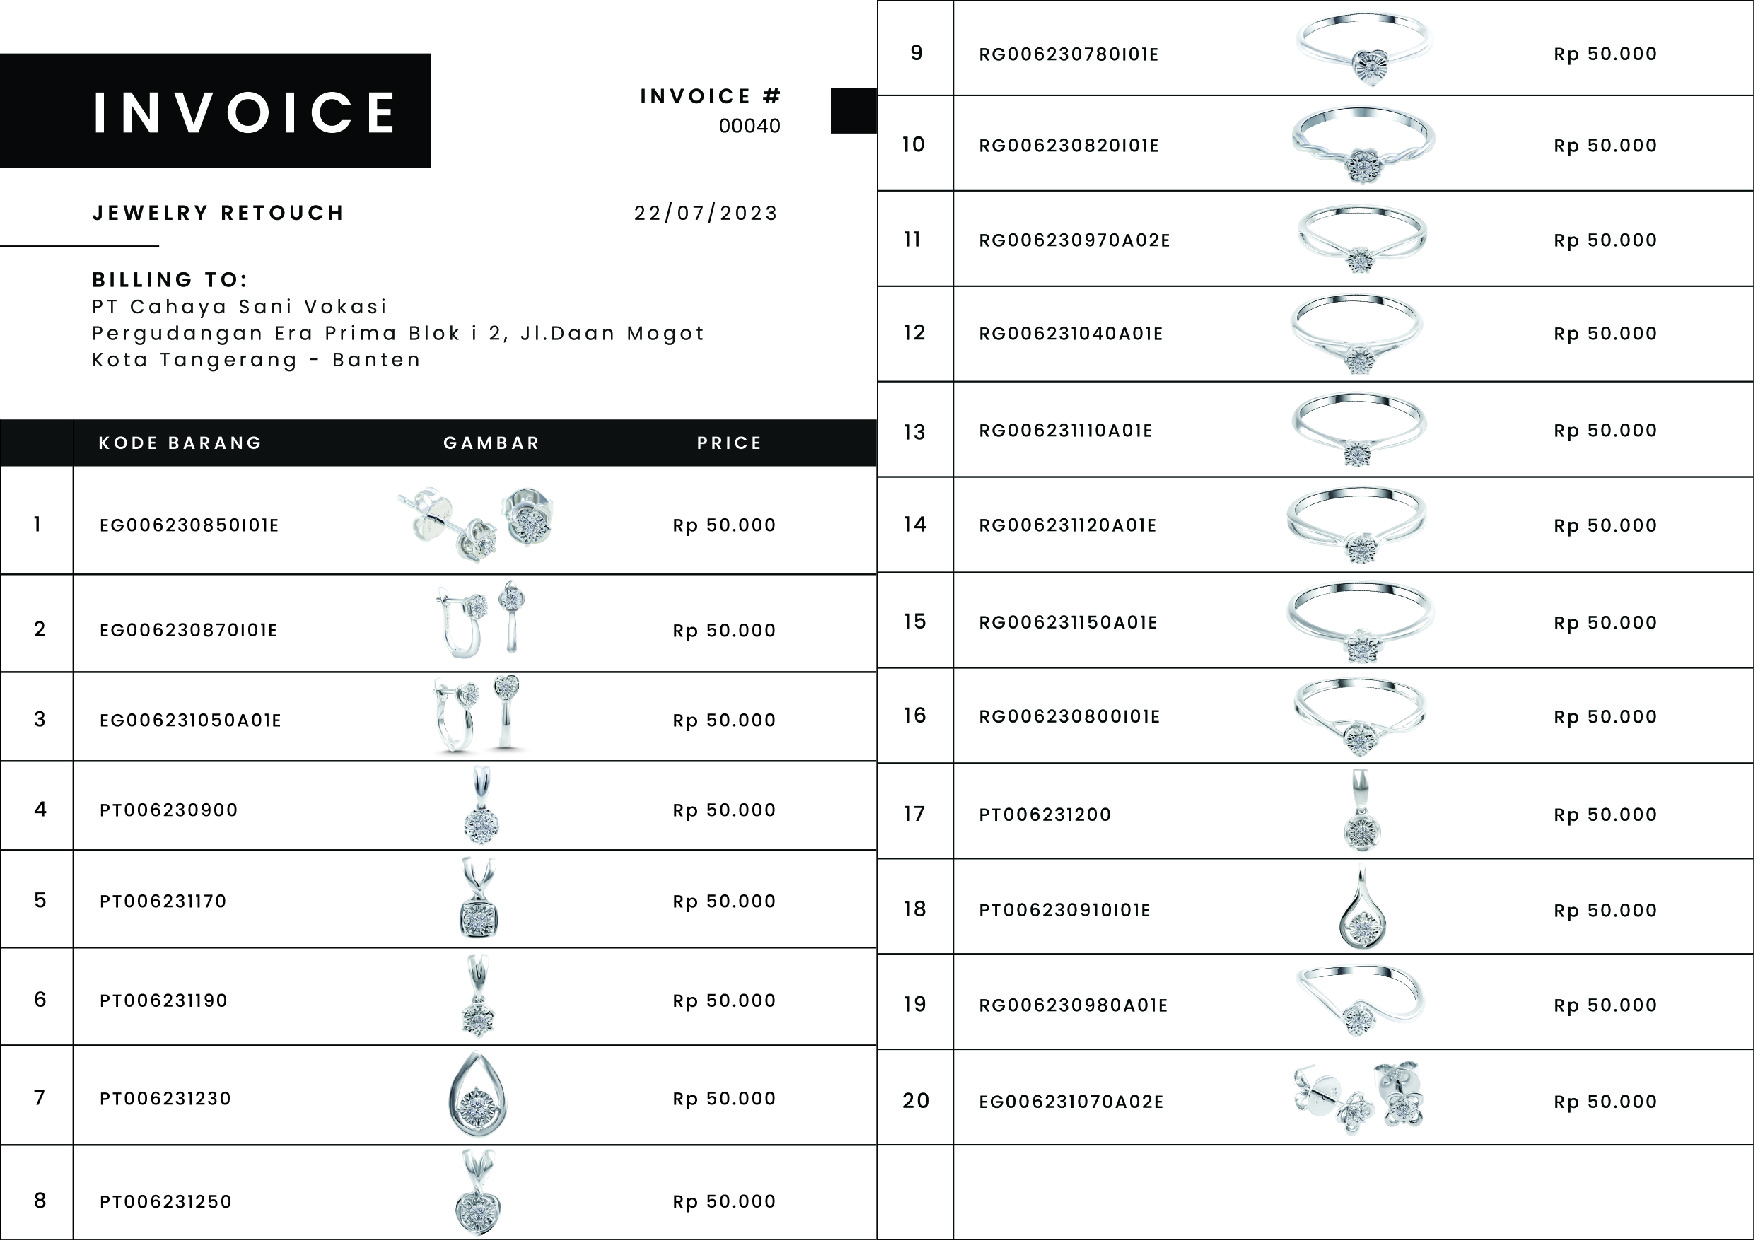 INVOICE
INVOICE #
00040
JEWELRY RETOUCH
22/07/2023
BILLING TO:
PT Cahaya Sani Vokasi
Pergudangan Era Prima Blok i 2, Jl.Daan Mogot
Kota Tangerang - Banten
KODE BARANG GAMBAR PRICE
1 EG006230850I01E Rp 50.000
2 EG006230870I01E Rp 50.000
3 EG006231050A01E Rp 50.000
4 PT006230900 Rp 50.000
5 PT006231170 Rp 50.000
6 PT006231190 Rp 50.000
7 PT006231230 Rp 50.000
8 PT006231250 Rp 50.000
9 RG006230780I01E Rp 50.000
10 RG006230820I01E Rp 50.000
11 RG006230970A02E Rp 50.000
12 RG006231040A01E Rp 50.000
13 RG006231110A01E Rp 50.000
14 RG006231120A01E Rp 50.000
15 RG006231150A01E Rp 50.000
16 RG006230800I01E Rp 50.000
17 PT006231200 Rp 50.000
18 PT006230910I01E Rp 50.000
19 RG006230980A01E Rp 50.000
20 EG006231070A02E Rp 50.000